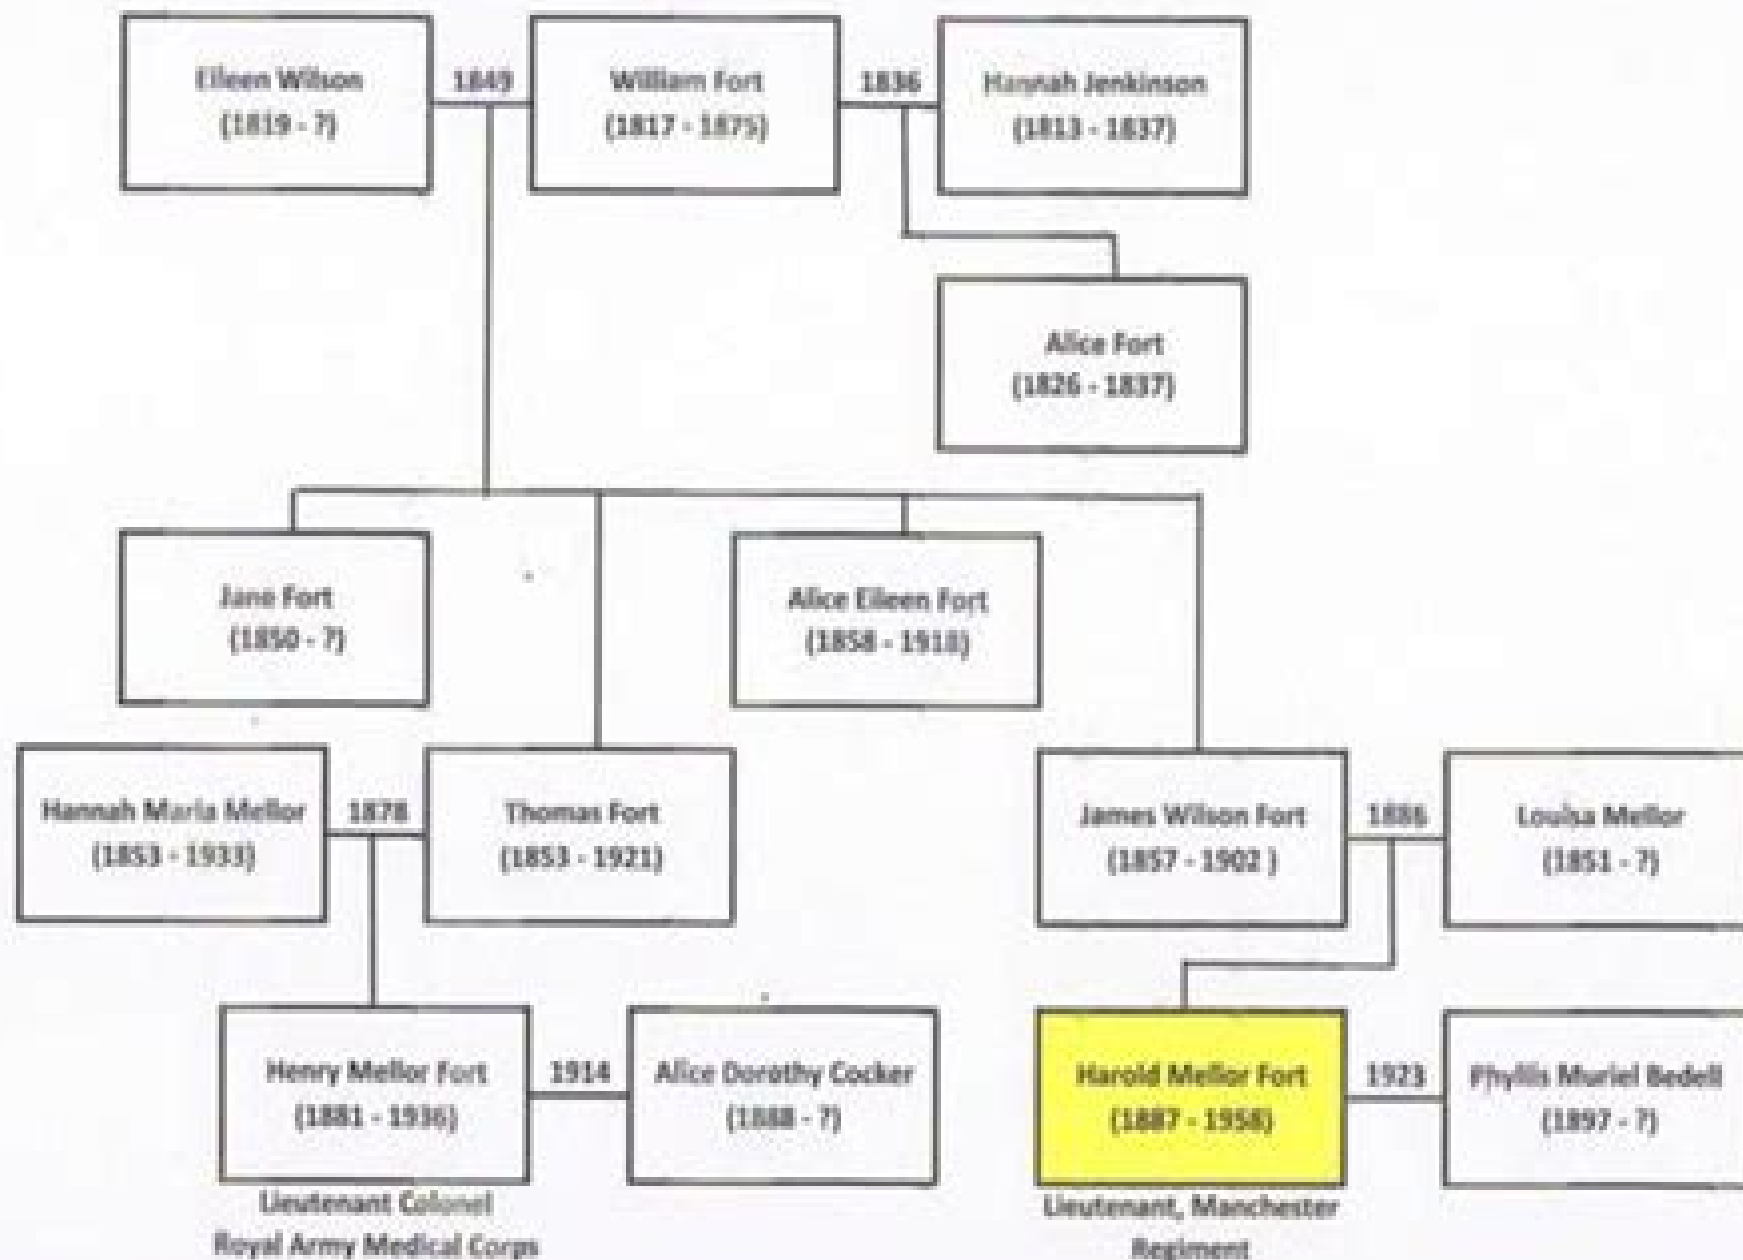 Eileen Wilson
(1819 - ?)
1849
William Fort
(1817 - 1875)
1836
Hannah Jenkinson
(1813 - 1837)
Alice Fort
(1826 - 1837)
Jane Fort
(1850 - ?)
Alice Eileen Fort
(1858 - 1918)
Hannah Maria Mellor
(1853 - 1933)
1878
Thomas Fort
(1853 - 1921)
James Wilson Fort
(1857 - 1902 )
1886
Louisa Mellor
(1851 - ?)
Henry Mellor Fort
(1881 - 1936)
1914
Alice Dorothy Cocker
(1888 - ?)
Harold Mellor Fort
(1887 - 1958)
1923
Phyllis Muriel Bedell
(1897 - ?)
Lieutenant Colonel
Royal Army Medical Corps
Lieutenant, Manchester
Regiment